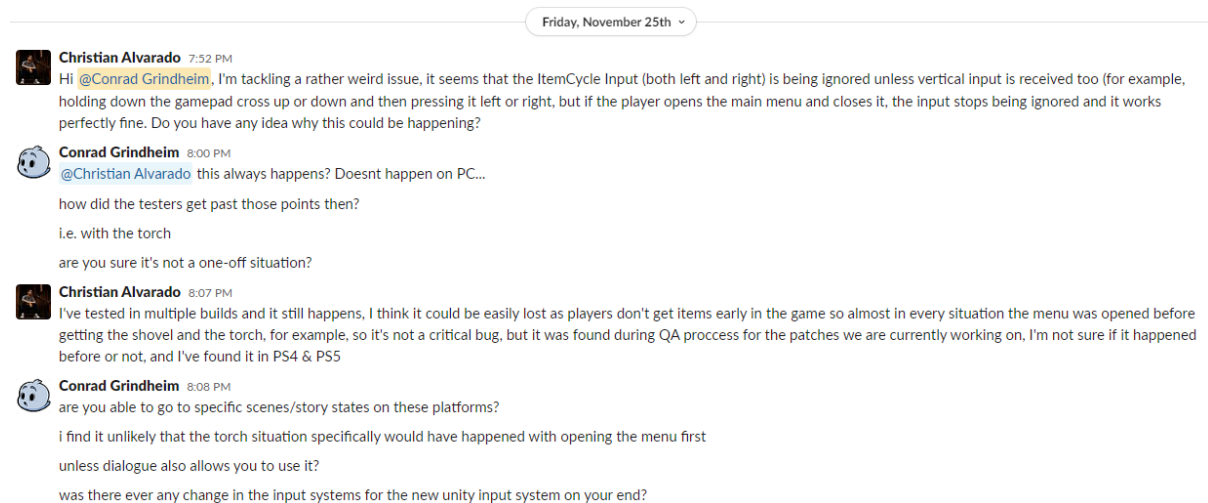 Friday, November 25th
Christian Alvarado 7:52 PM
Hi @Conrad Grindheim, I'm tackling a rather weird issue, it seems that the ItemCycle Input (both left and right) is being ignored unless vertical input is received too (for example,
holding down the gamepad cross up or down and then pressing it left or right, but if the player opens the main menu and closes it, the input stops being ignored and it works
perfectly fine. Do you have any idea why this could be happening?
Conrad Grindheim 8:00 PM
@Christian Alvarado this always happens? Doesnt happen on PC...
how did the testers get past those points then?
i.e. with the torch
are you sure it's not a one-off situation?
Christian Alvarado 8:07 PM
I've tested in multiple builds and it still happens, I think it could be easily lost as players don't get items early in the game so almost in every situation the menu was opened before
getting the shovel and the torch, for example, so it's not a critical bug, but it was found during QA proccess for the patches we are currently working on, I'm not sure if it happened
before or not, and I've found it in PS4 & PS5
Conrad Grindheim 8:08 PM
are you able to go to specific scenes/story states on these platforms?
i find it unlikely that the torch situation specifically would have happened with opening the menu first
unless dialogue also allows you to use it?
was there ever any change in the input systems for the new unity input system on your end?